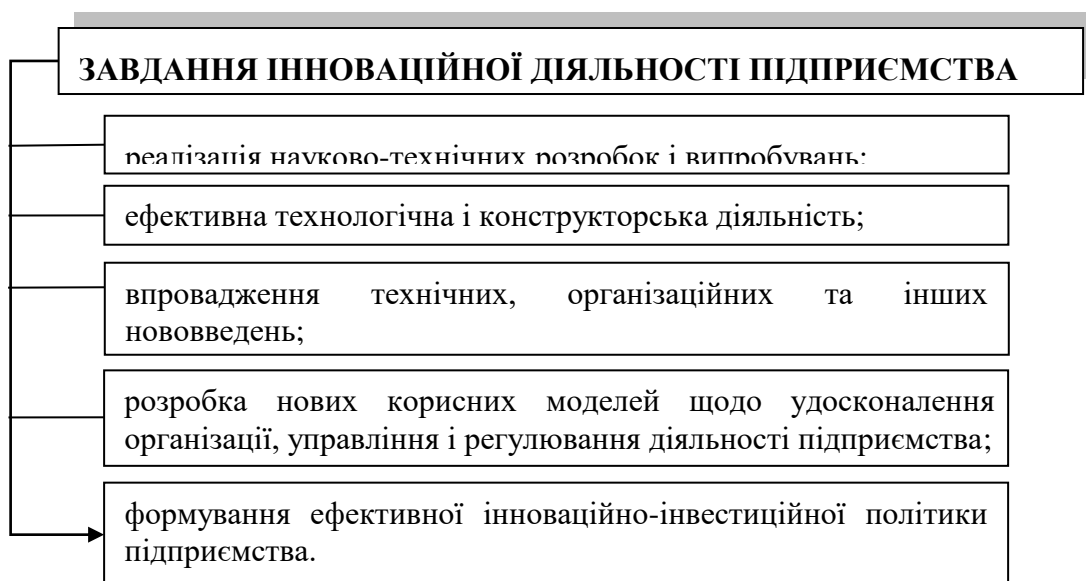 ЗАВДАННЯ ІННОВАЦІЙНОЇ ДІЯЛЬНОСТІ ПІДПРИЄМСТВА
реалізація науково-технічних розробок і випробувань;
ефективна технологічна і конструкторська діяльність;
впровадження технічних, організаційних та інших
нововведень;
розробка нових корисних моделей щодо удосконалення
організації, управління і регулювання діяльності підприємства;
формування ефективної інноваційно-інвестиційної політики
підприємства.